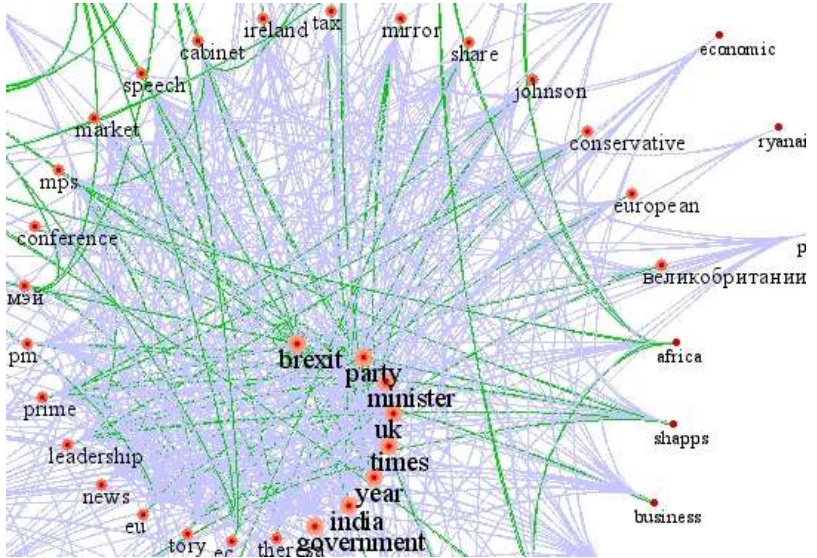 ireland
tax
mirror
cabinet
share
economic
speech
johnson
market
conservative
ryanai
mps
european
conference
p
великобритании
мэй
pm
brexit
africa
party
prime
minister
uk
shapps
leadership
times
news
year
business
eu
india
tory
ec
theresa
government